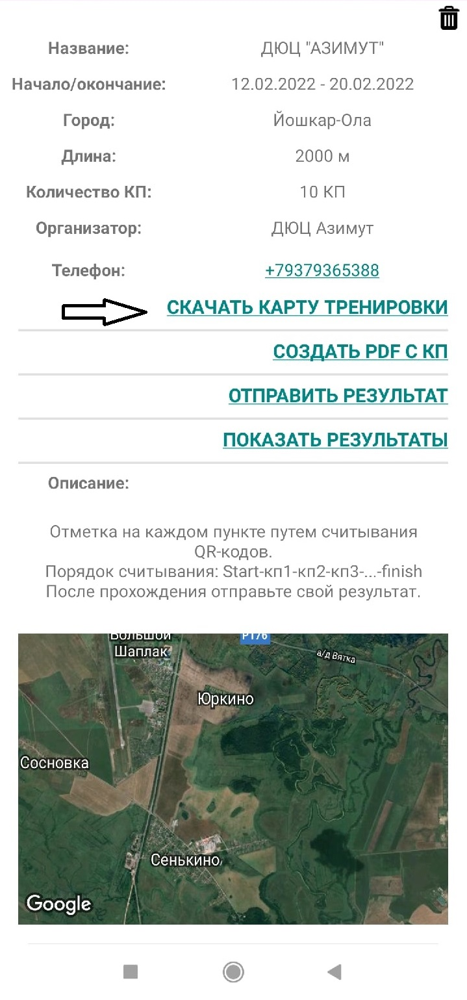 Название: ДЮЦ "АЗИМУТ"
Начало/окончание: 12.02.2022 - 20.02.2022
Город: Йошкар-Ола
Длина: 2000 м
Количество КП: 10 КП
Организатор: ДЮЦ Азимут
Телефон: +79379365388
СКАЧАТЬ КАРТУ ТРЕНИРОВКИ
СОЗДАТЬ PDF С КП
ОТПРАВИТЬ РЕЗУЛЬТАТ
ПОКАЗАТЬ РЕЗУЛЬТАТЫ
Описание:
Отметка на каждом пункте путем считывания
QR-кодов.
Порядок считывания: Start-кп1-кп2-кп3-...-finish
После прохождения отправьте свой результат.
Большой
Шаплак
Р176
а/д Вятка
Юркино
Сосновка
Сенькино
Google